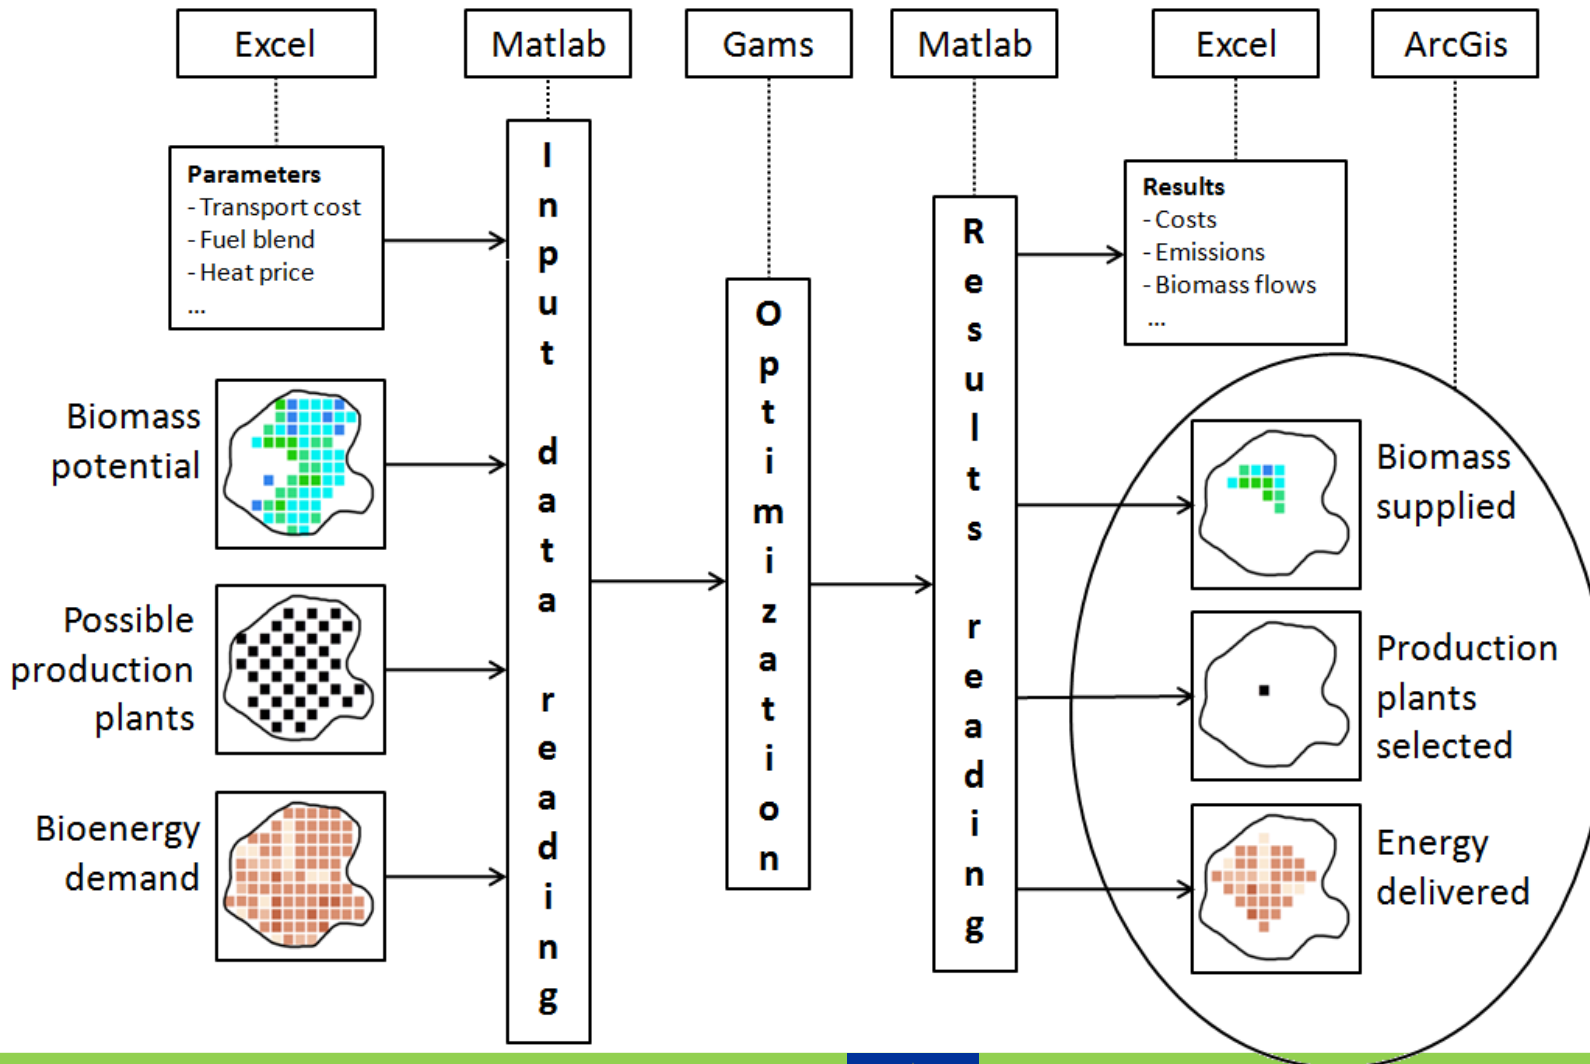 Excel
Matlab
Gams
Matlab
Excel
ArcGis
Parameters
- Transport cost
- Fuel blend
- Heat price
...
Biomass
potential
Possible
production
plants
Bioenergy
demand
Input data reading
Optimization
Results reading
Results
- Costs
- Emissions
- Biomass flows
...
Biomass
supplied
Production
plants
selected
Energy
delivered